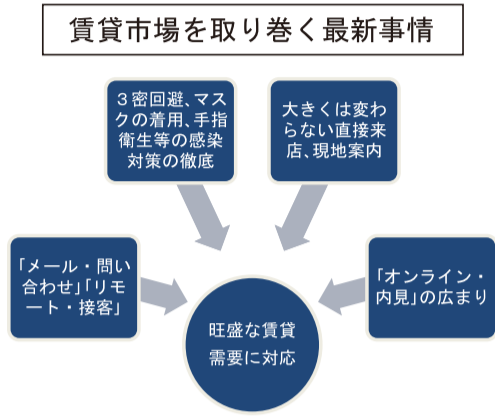 賃貸市場を取り巻く最新事情
３密回避、マス
クの着用、手指
衛生等の感染
対策の徹底
大きくは変わ
らない直接来
店、現地案内
「メール・問い
合わせ」「リモ
ート・接客」
「オンライン・
内見」の広まり
旺盛な賃貸
需要に対応